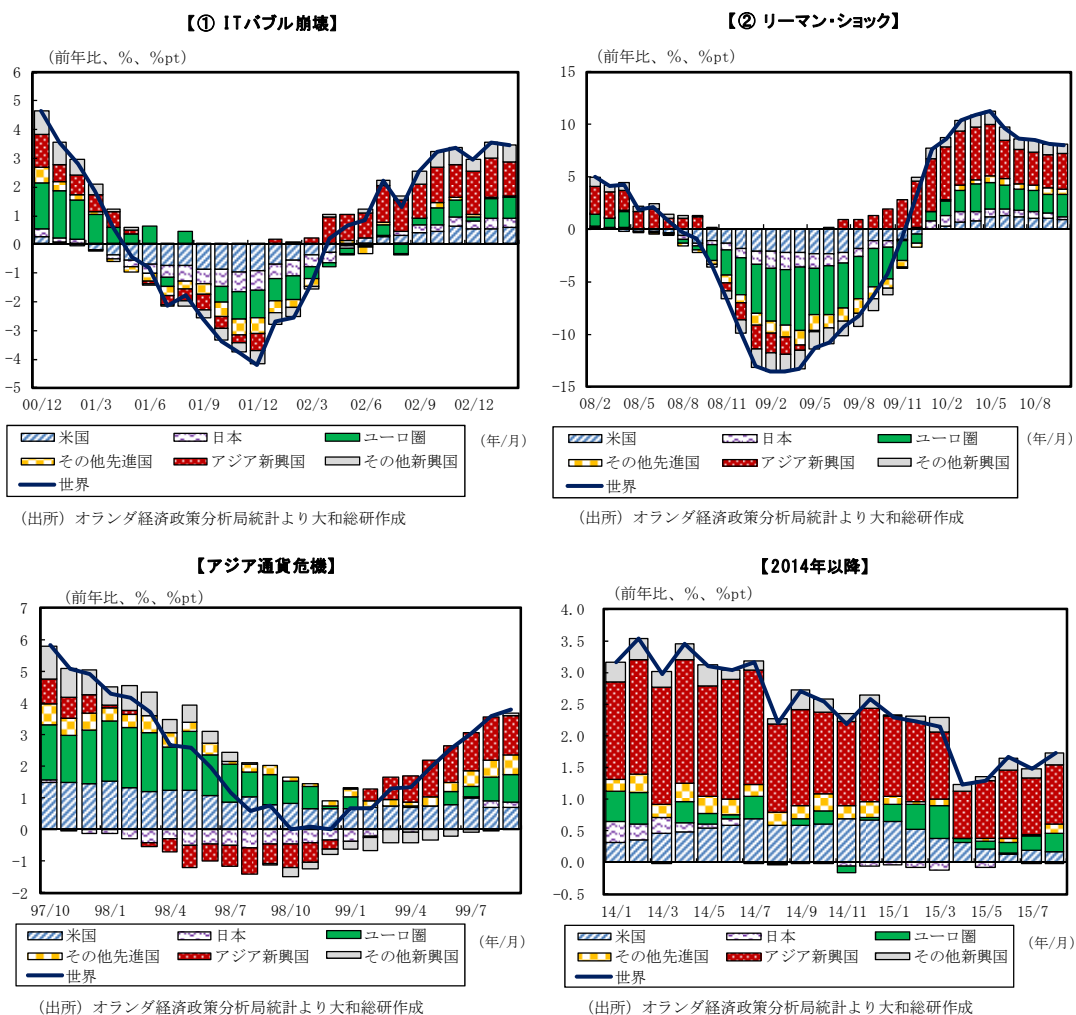 【① ITバブル崩壊】
（前年比、%、%pt）
6
5
4
3
2
1
0
-1
-2
-3
-4
-5
00/12 01/3 01/6 01/9 01/12 02/3 02/6 02/9 02/12
米国 日本 ユーロ圏
（年/月）
その他先進国 アジア新興国 その他新興国
世界
（出所）オランダ経済政策分析局統計より大和総研作成
【② リーマン・ショック】
（前年比、%、%pt）
15
10
5
0
-5
-10
-15
08/2 08/5 08/8 08/11 09/2 09/5 09/8 09/11 10/2 10/5 10/8
米国 日本 ユーロ圏
（年/月）
その他先進国 アジア新興国 その他新興国
世界
（出所）オランダ経済政策分析局統計より大和総研作成
【アジア通貨危機】
（前年比、%、%pt）
7
6
5
4
3
2
1
0
-1
-2
97/10 98/1 98/4 98/7 98/10 99/1 99/4 99/7
米国 日本 ユーロ圏
（年/月）
その他先進国 アジア新興国 その他新興国
世界
（出所）オランダ経済政策分析局統計より大和総研作成
【2014年以降】
（前年比、%、%pt）
4.0
3.5
3.0
2.5
2.0
1.5
1.0
0.5
0.0
-0.5
14/1 14/3 14/5 14/7 14/9 14/11 15/1 15/3 15/5 15/7
米国 日本 ユーロ圏
（年/月）
その他先進国 アジア新興国 その他新興国
世界
（出所）オランダ経済政策分析局統計より大和総研作成